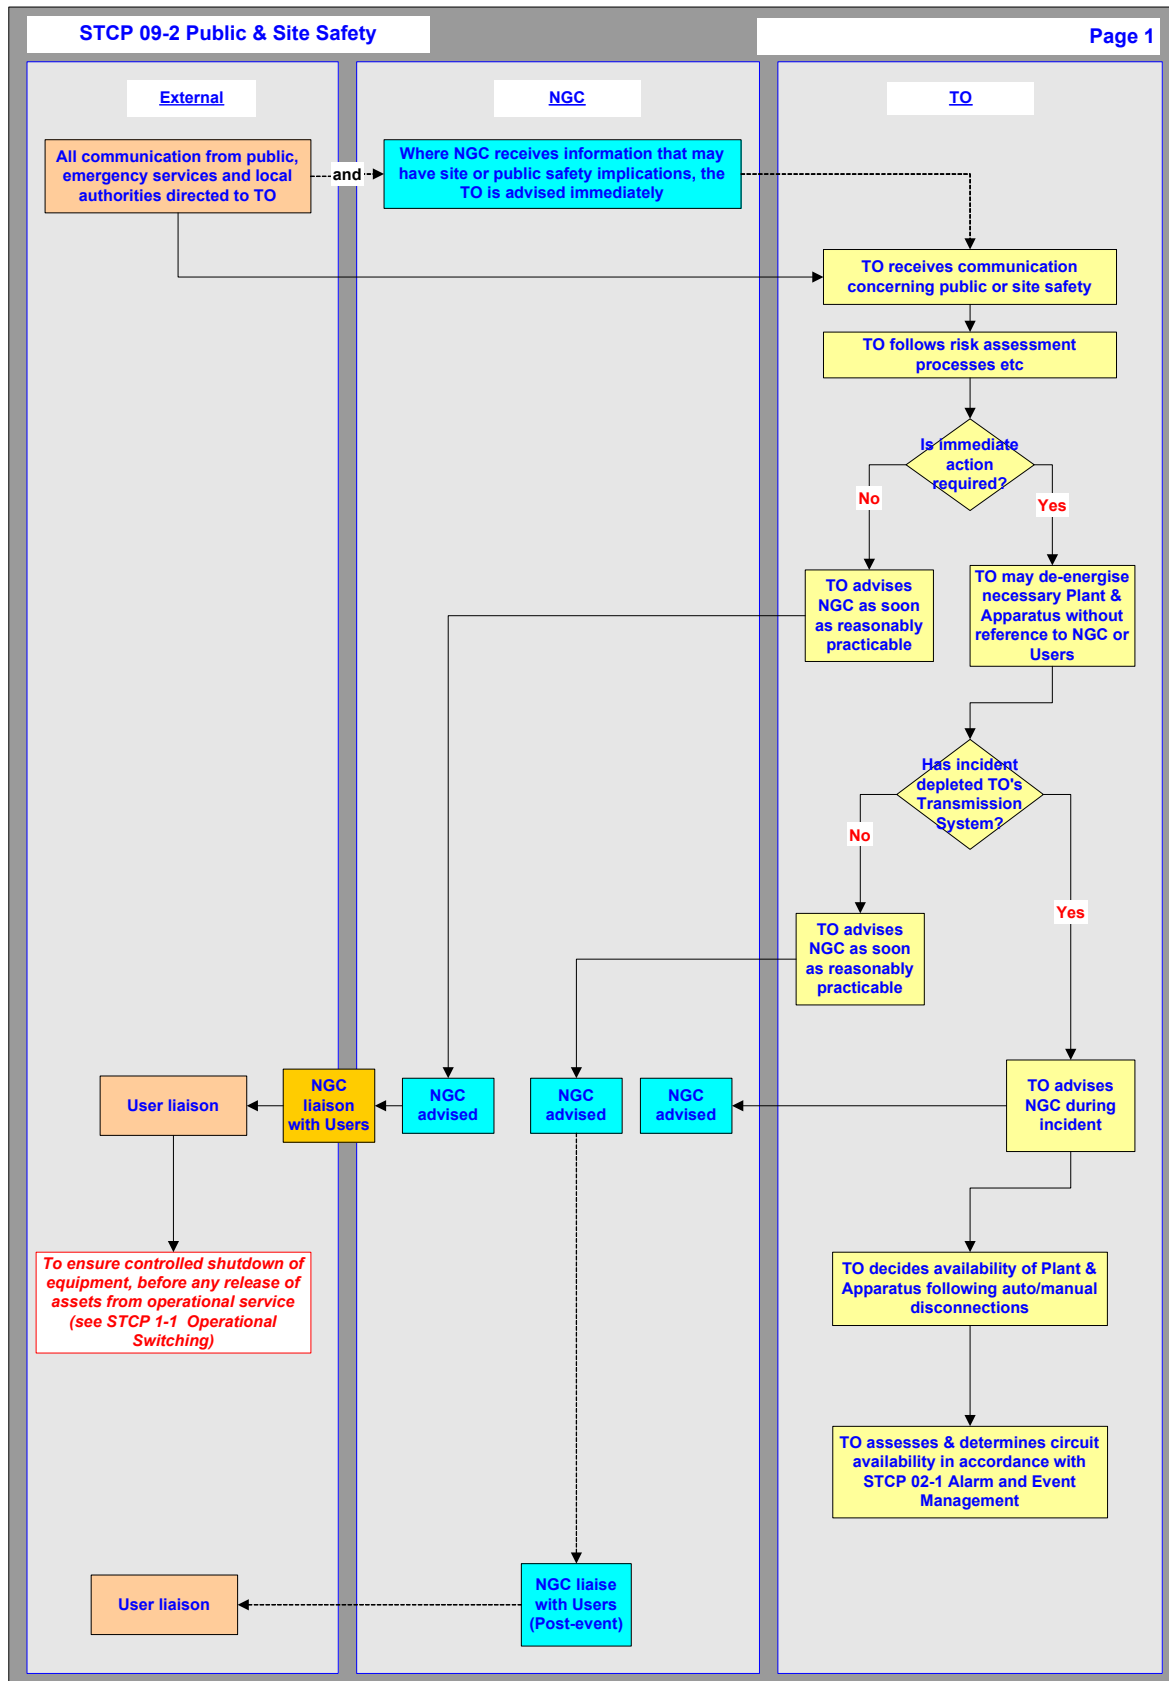 STCP 09-2 Public & Site Safety
Page 1
External
NGC
TO
All communication from public,
emergency services and local
authorities directed to TO
and
Where NGC receives information that may
have site or public safety implications, the
TO is advised immediately
TO receives communication
concerning public or site safety
TO follows risk assessment
processes etc
Is immediate
action
required?
No
Yes
TO advises
NGC as soon
as reasonably
practicable
TO may de-energise
necessary Plant &
Apparatus without
reference to NGC or
Users
Has incident
depleted TO's
Transmission
System?
No
Yes
TO advises
NGC as soon
as reasonably
practicable
User liaison
NGC
liaison
with Users
NGC
advised
NGC
advised
NGC
advised
TO advises
NGC during
incident
To ensure controlled shutdown of
equipment, before any release of
assets from operational service
(see STCP 1-1  Operational
Switching)
TO decides availability of Plant &
Apparatus following auto/manual
disconnections
TO assesses & determines circuit
availability in accordance with
STCP 02-1 Alarm and Event
Management
User liaison
NGC liaise
with Users
(Post-event)